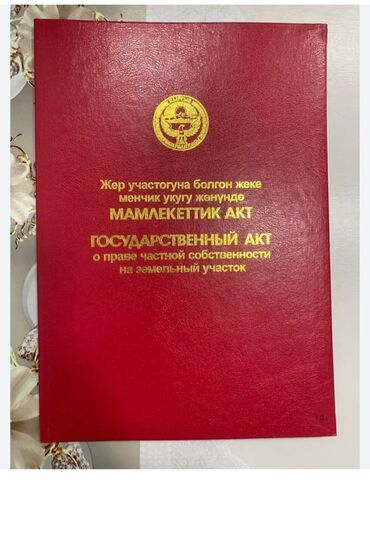 Жер участогуна болгон жеке
менчик укугу жөнүндө
МАМЛЕКЕТТИК АКТ
ГОСУДАРСТВЕННЫЙ АКТ
о праве частной собственности
на земельный участок